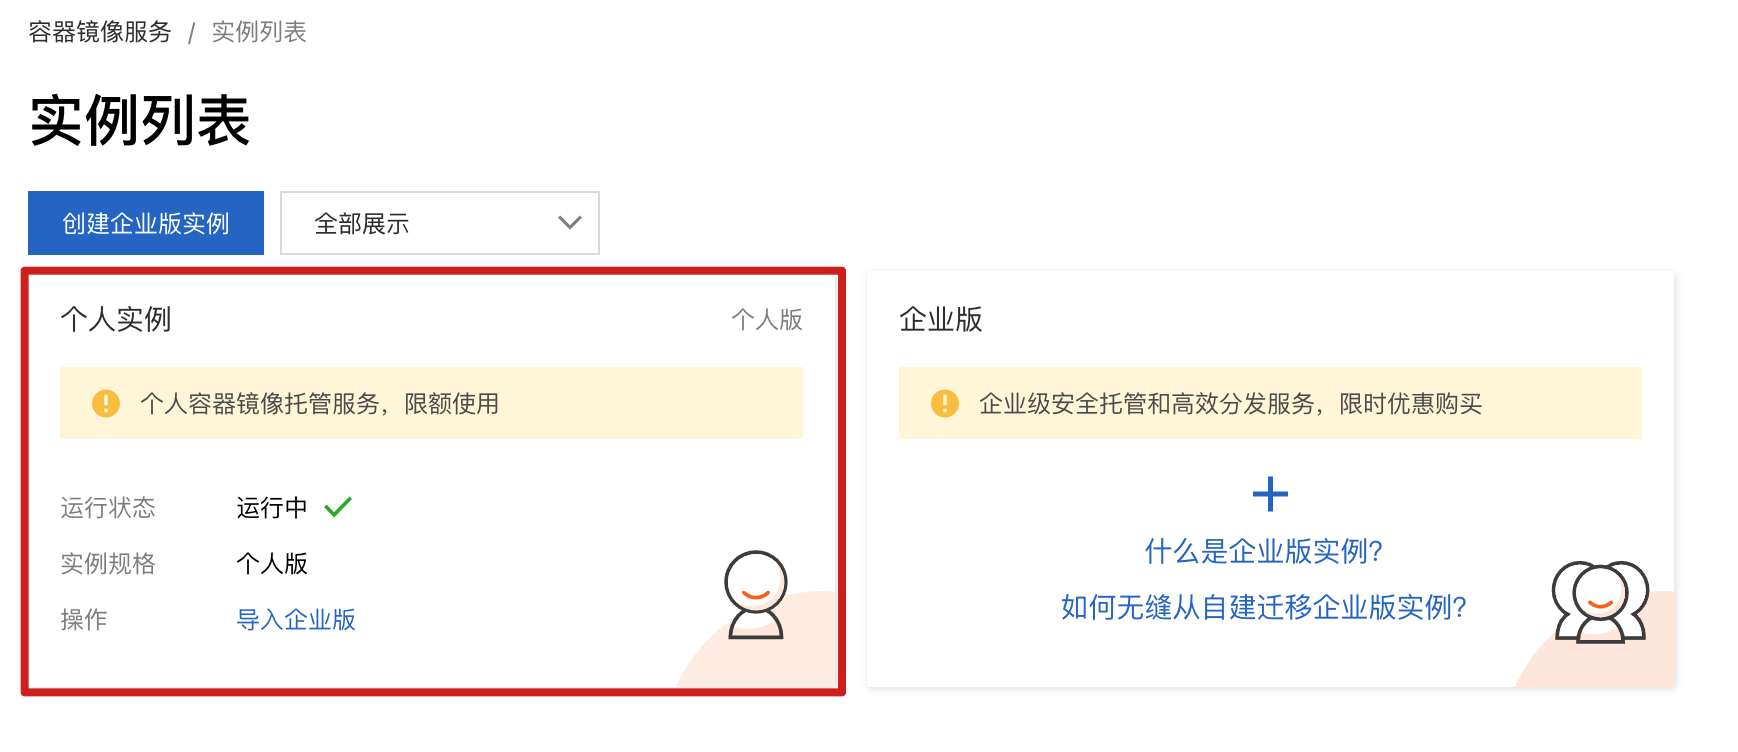 容器镜像服务 / 实例列表
实例列表
创建企业版实例
全部展示
个人实例
个人版
个人容器镜像托管服务，限额使用
运行状态 运行中
实例规格 个人版
操作 导入企业版
企业版
企业级安全托管和高效分发服务，限时优惠购买
什么是企业版实例?
如何无缝从自建迁移企业版实例?